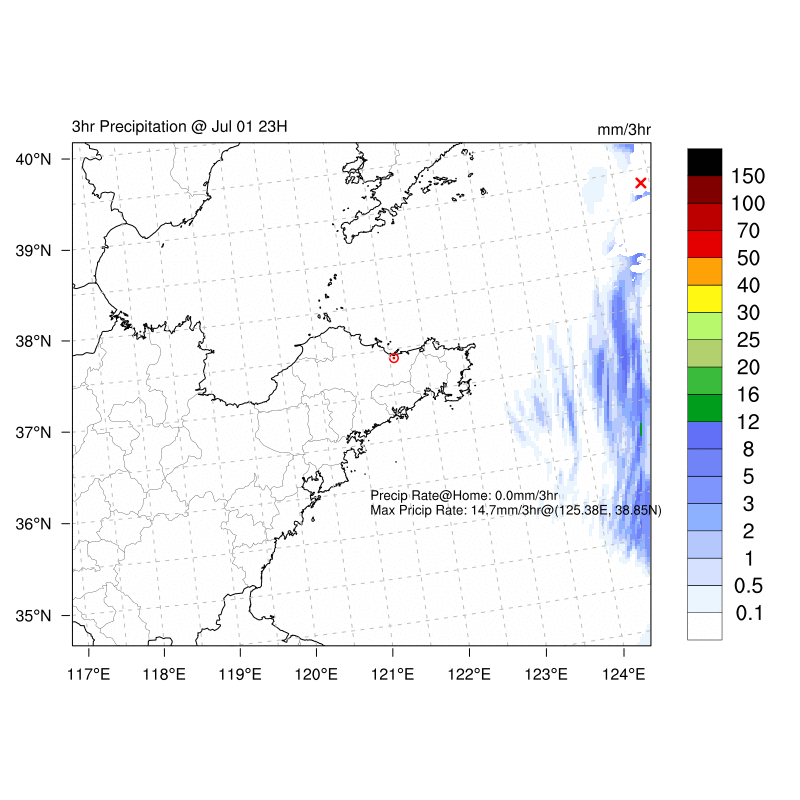 3hr Precipitation @ Jul 01 23H
mm/3hr
40°N
39°N
38°N
37°N
36°N
35°N
117°E
118°E
119°E
120°E
121°E
122°E
123°E
124°E
Precip Rate@Home: 0.0mm/3hr
Max Pricip Rate: 14.7mm/3hr@(125.38E, 38.85N)
150
100
70
50
40
30
25
20
16
12
8
5
3
2
1
0.5
0.1